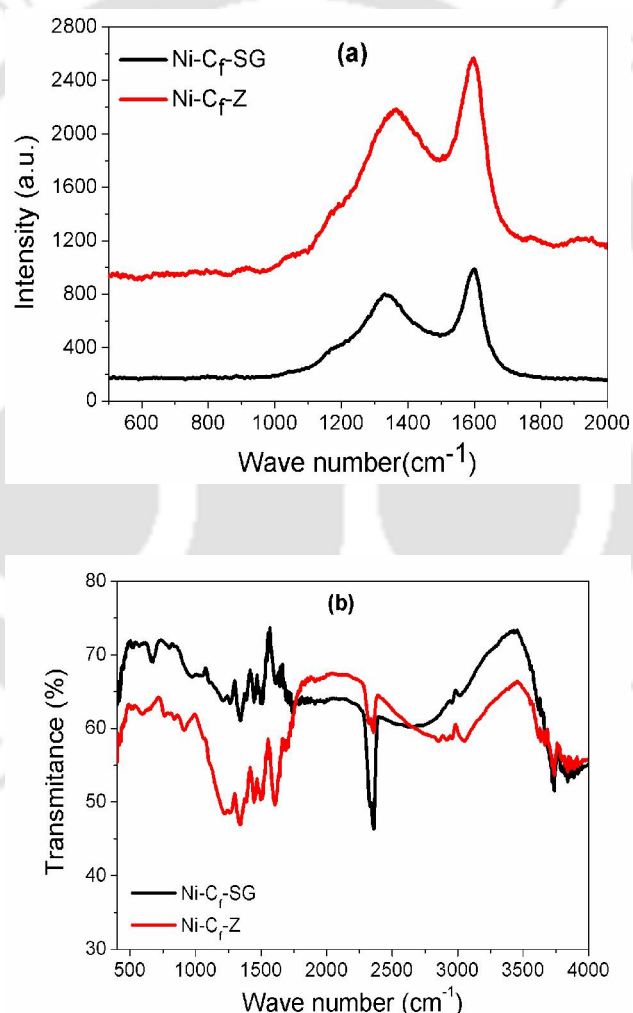 2800
2400
2000
1600
1200
800
400
0
Intensity (a.u.)
Ni-Cf-SG
Ni-Cf-Z
(a)
600 800 1000 1200 1400 1600 1800 2000
Wave number(cm-1)
80
70
60
50
40
30
Transmitance (%)
(b)
Ni-Cf-SG
Ni-Cf-Z
500 1000 1500 2000 2500 3000 3500 4000
Wave number (cm-1)